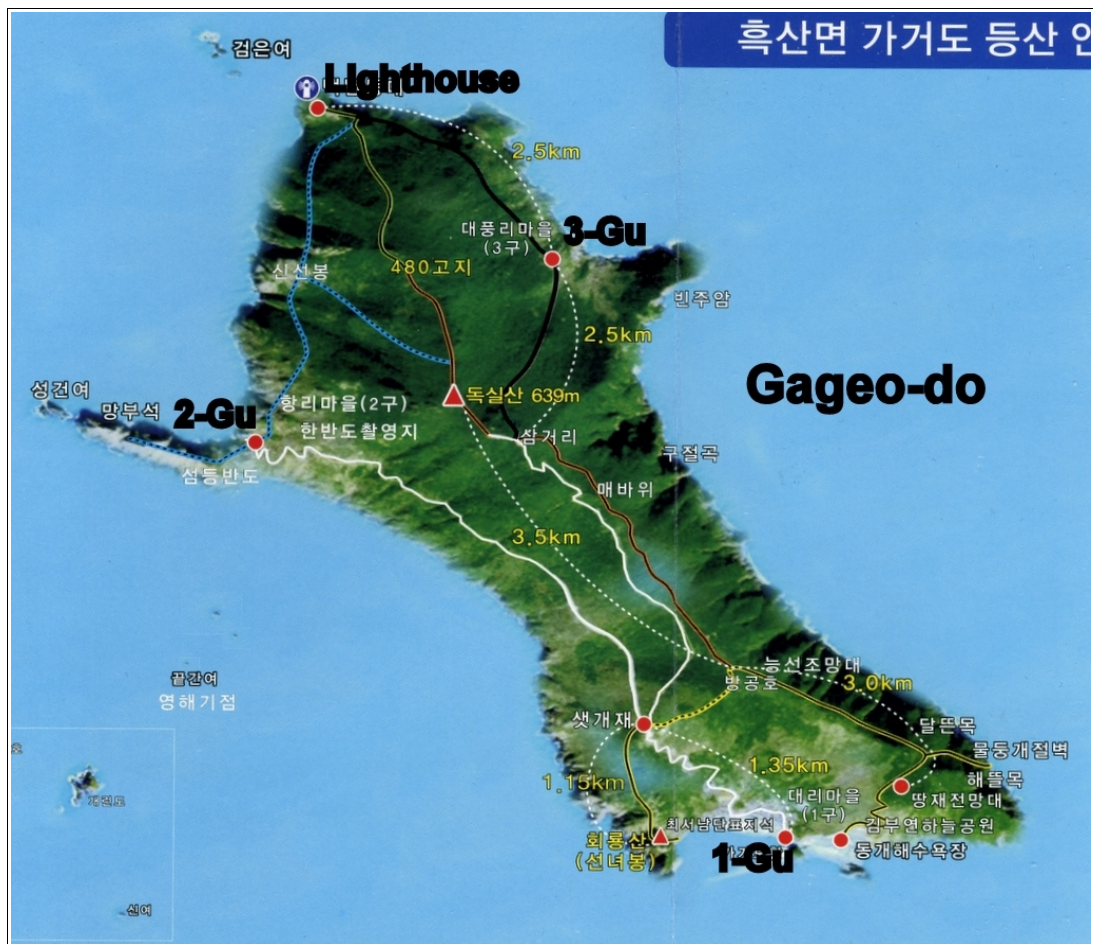 흑산면 가거도 등산 안
검은여
Lighthouse
2.5km
대풍리마을
(3구)
3-Gu
480고지
신선봉
빈주암
2.5km
Gageo-do
독실산 639m
성건여
망부석
2-Gu
항리마을(2구)
한반도촬영지
섬등반도
삼거리
구절곡
매바위
3.5km
끝간여
영해기점
능선조망대
방공호
3.0km
샛개재
달뜬목
물둥개절벽
해뜰목
땅재전망대
1.15km
1.35km
대리마을
(1구)
최서남단표지석
김부연하늘공원
회룡산
(선녀봉)
1-Gu
동개해수욕장
신여